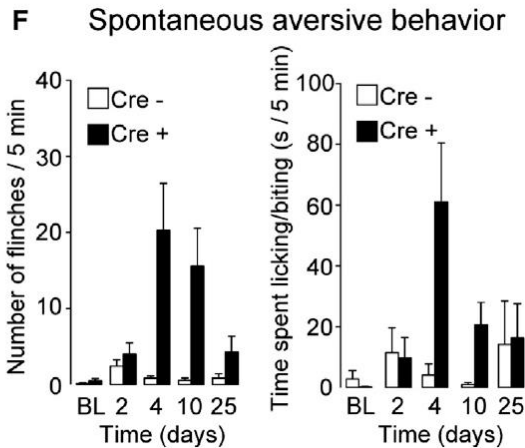 F Spontaneous aversive behavior
Number of flinches / 5 min
40
30
20
10
0
Cre -
Cre +
BL 2 4 10 25
Time (days)
Time spent licking/biting (s / 5 min)
100
80
60
40
20
0
Cre -
Cre +
BL 2 4 10 25
Time (days)